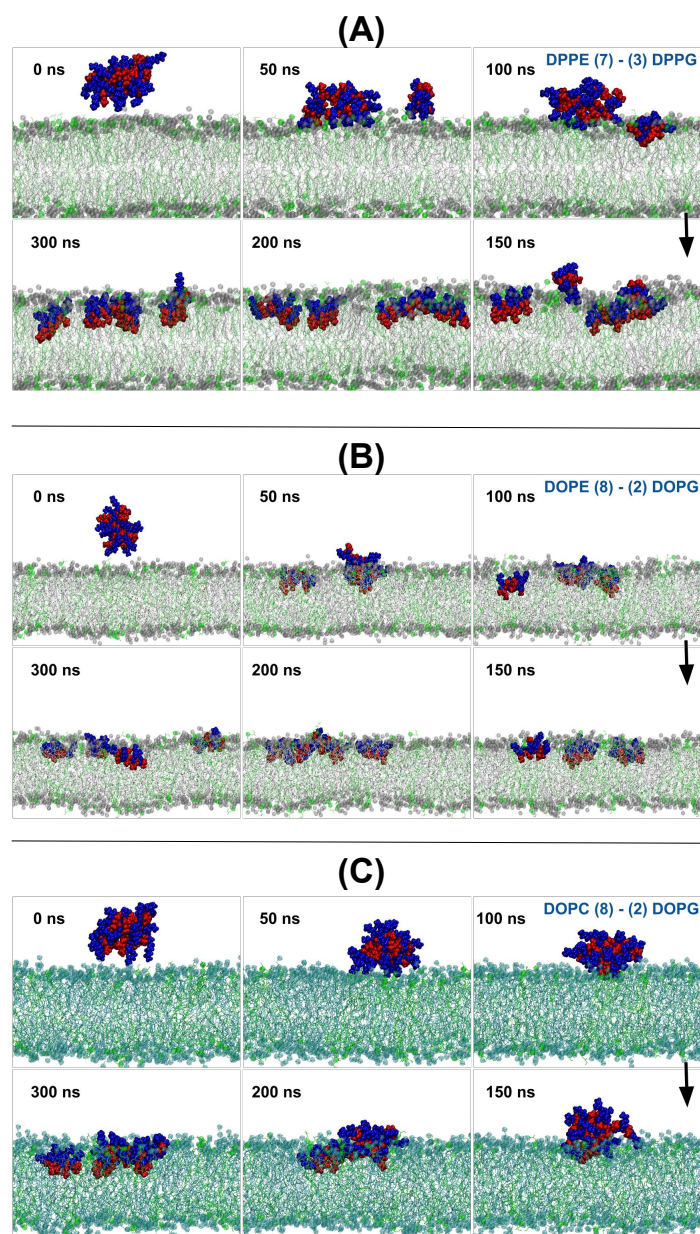 (A)
0 ns
50 ns
100 ns
DPPE (7) - (3) DPPG
300 ns
200 ns
150 ns
(B)
0 ns
50 ns
100 ns
DOPE (8) - (2) DOPG
300 ns
200 ns
150 ns
(C)
0 ns
50 ns
100 ns
DOPC (8) - (2) DOPG
300 ns
200 ns
150 ns